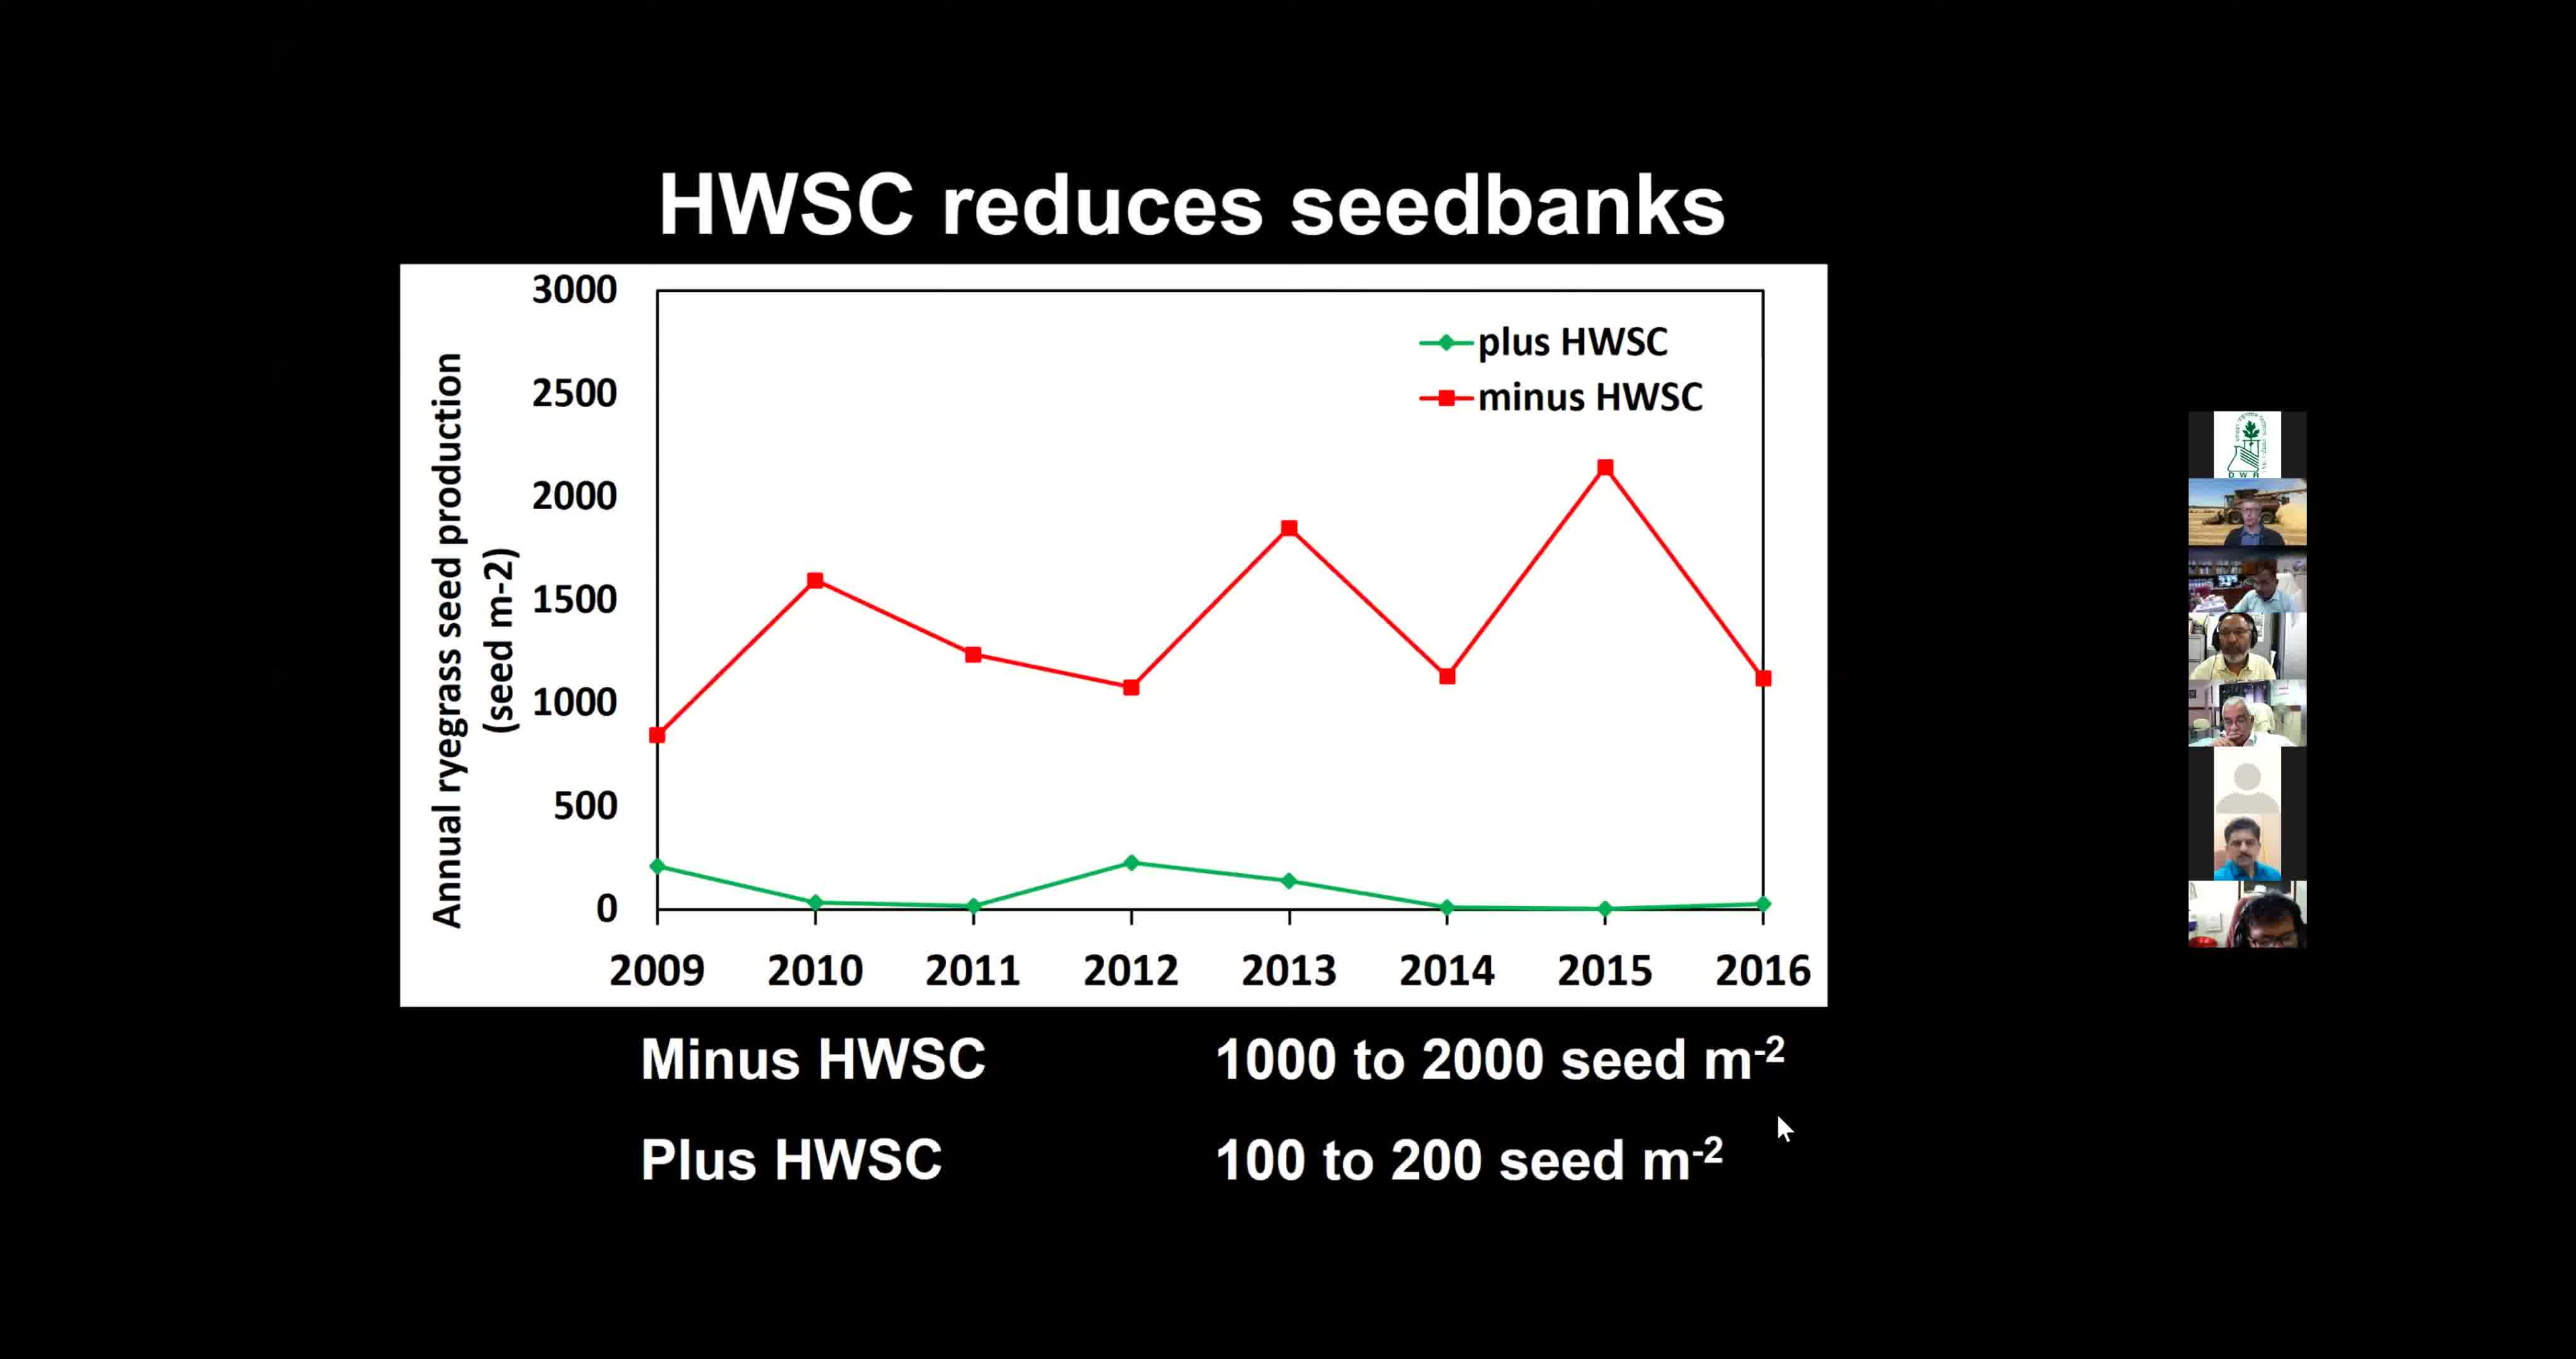 HWSC reduces seedbanks
3000
2500
2000
1500
1000
500
0
Annual ryegrass seed production
(seed m-2)
plus HWSC
minus HWSC
2009 2010 2011 2012 2013 2014 2015 2016
Minus HWSC 1000 to 2000 seed m-2
Plus HWSC 100 to 200 seed m-2
D W R